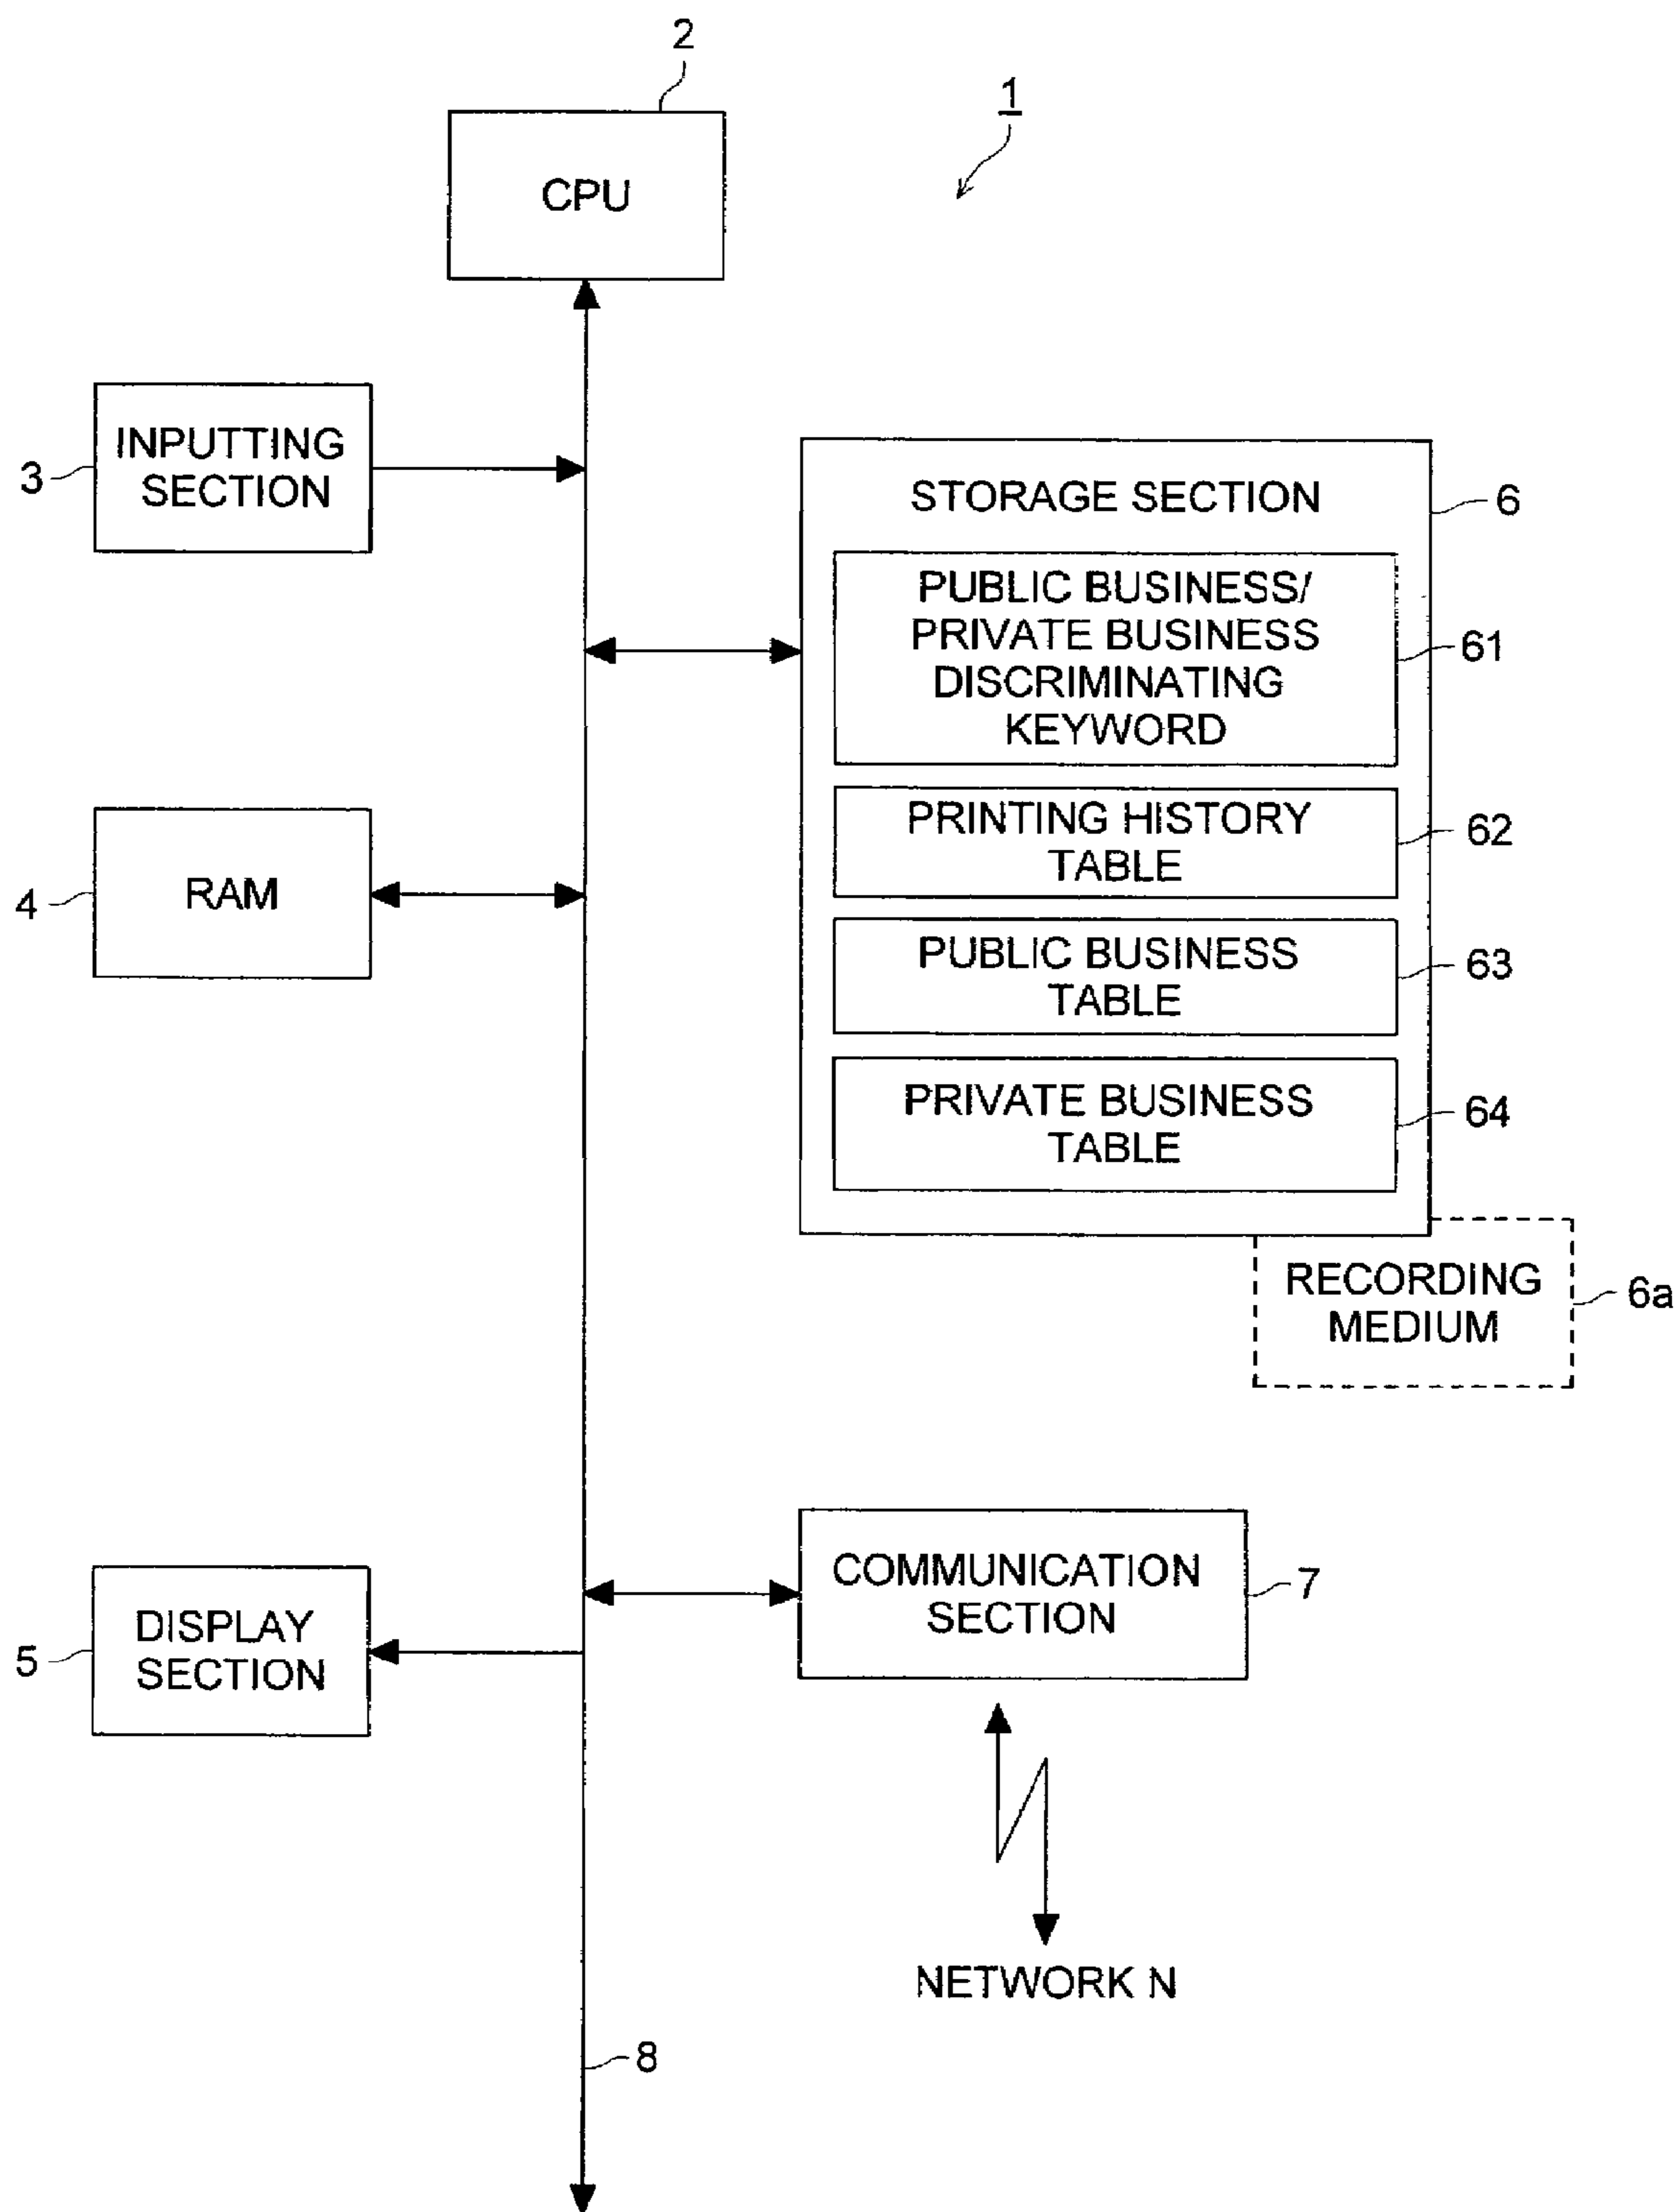 2
1
CPU
INPUTTING
SECTION
3
STORAGE SECTION
6
PUBLIC BUSINESS/
PRIVATE BUSINESS
DISCRIMINATING
KEYWORD
61
PRINTING HISTORY
TABLE
62
RAM
4
PUBLIC BUSINESS
TABLE
63
PRIVATE BUSINESS
TABLE
64
RECORDING
MEDIUM
6a
COMMUNICATION
SECTION
7
DISPLAY
SECTION
5
NETWORK N
8